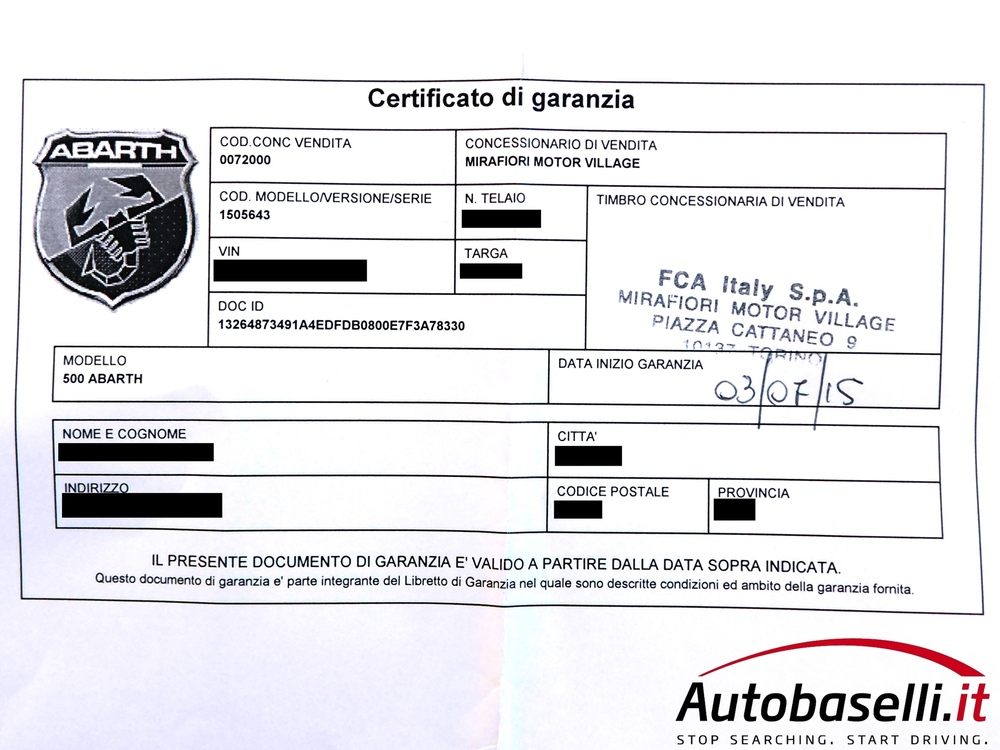 Certificato di garanzia
ABARTH
COD.CONC VENDITA
0072000
CONCESSIONARIO DI VENDITA
MIRAFIORI MOTOR VILLAGE
COD. MODELLO/VERSIONE/SERIE
1505643
N. TELAIO
TIMBRO CONCESSIONARIA DI VENDITA
VIN
TARGA
FCA Italy S.p.A.
MIRAFIORI MOTOR VILLAGE
PIAZZA CATTANEO 9
10137 TORINO
DOC ID
13264873491A4EDFDB0800E7F3A78330
MODELLO
500 ABARTH
DATA INIZIO GARANZIA
03/07/15
NOME E COGNOME
CITTA'
INDIRIZZO
CODICE POSTALE
PROVINCIA
IL PRESENTE DOCUMENTO DI GARANZIA E' VALIDO A PARTIRE DALLA DATA SOPRA INDICATA.
Questo documento di garanzia e' parte integrante del Libretto di Garanzia nel quale sono descritte condizioni ed ambito della garanzia fornita.
Autobaselli.it
STOP SEARCHING. START DRIVING.